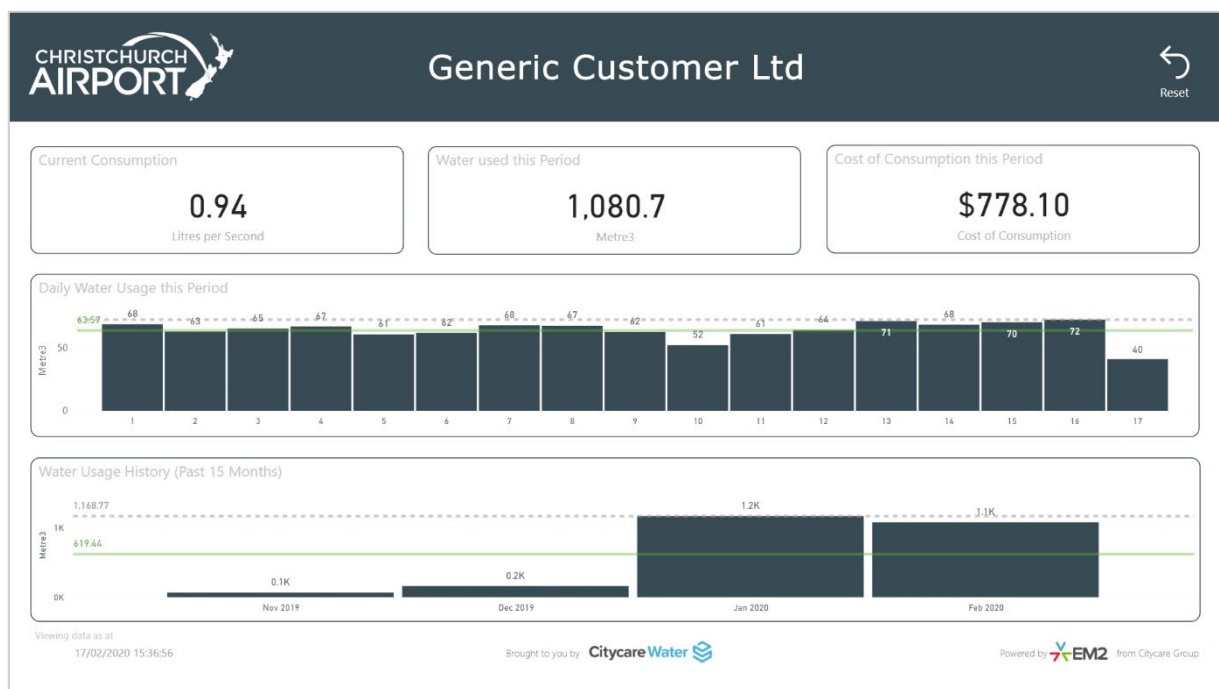 CHRISTCHURCH
AIRPORT
Generic Customer Ltd
Reset
Current Consumption
0.94
Litres per Second
Water used this Period
1,080.7
Metre3
Cost of Consumption this Period
$778.10
Cost of Consumption
Daily Water Usage this Period
63.57
68 63 65 67 61 62 68 67 62 52 61 64 71 68 70 72 40
Metre3
50
0
1 2 3 4 5 6 7 8 9 10 11 12 13 14 15 16 17
Water Usage History (Past 15 Months)
1,168.77
1K
Metre3
619.44
0K
0.1K 0.2K 1.2K 1.1K
Nov 2019 Dec 2019 Jan 2020 Feb 2020
Viewing data as at
17/02/2020 15:36:56
Brought to you by Citycare Water
Powered by EM2 from Citycare Group